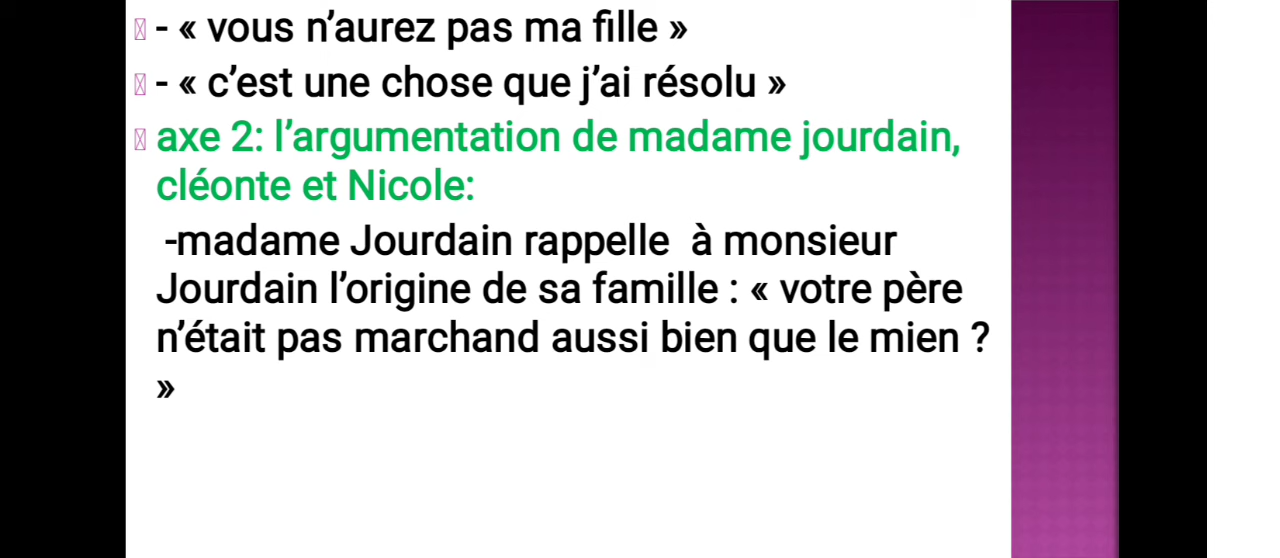 - « vous n’aurez pas ma fille »
- « c’est une chose que j’ai résolu »
axe 2: l’argumentation de madame jourdain,
cléonte et Nicole:
-madame Jourdain rappelle à monsieur
Jourdain l’origine de sa famille : « votre père
n’était pas marchand aussi bien que le mien ?
»